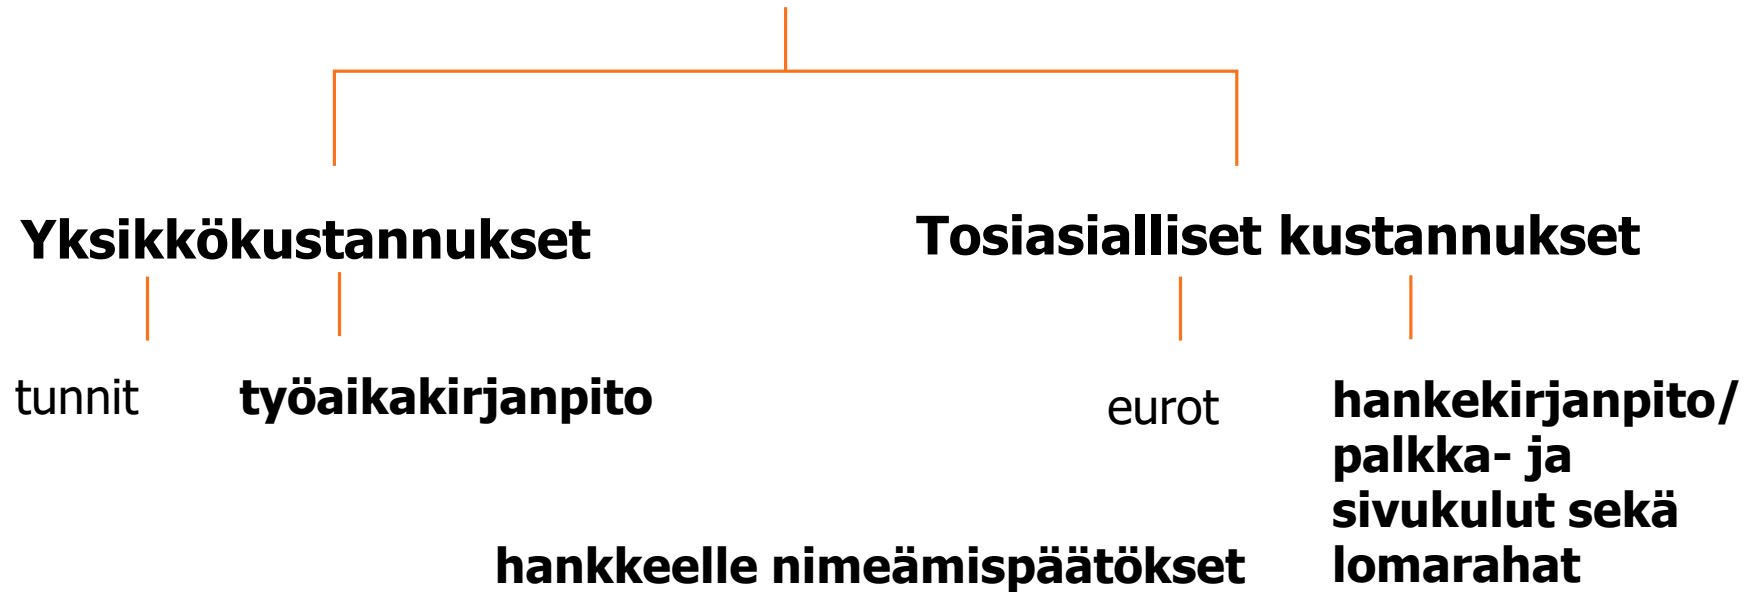 Yksikkökustannukset
Tosiasialliset kustannukset
tunnit
työaikakirjanpito
eurot
hankekirjanpito/
palkka- ja
sivukulut sekä
lomarahat
hankkeelle nimeämispäätökset